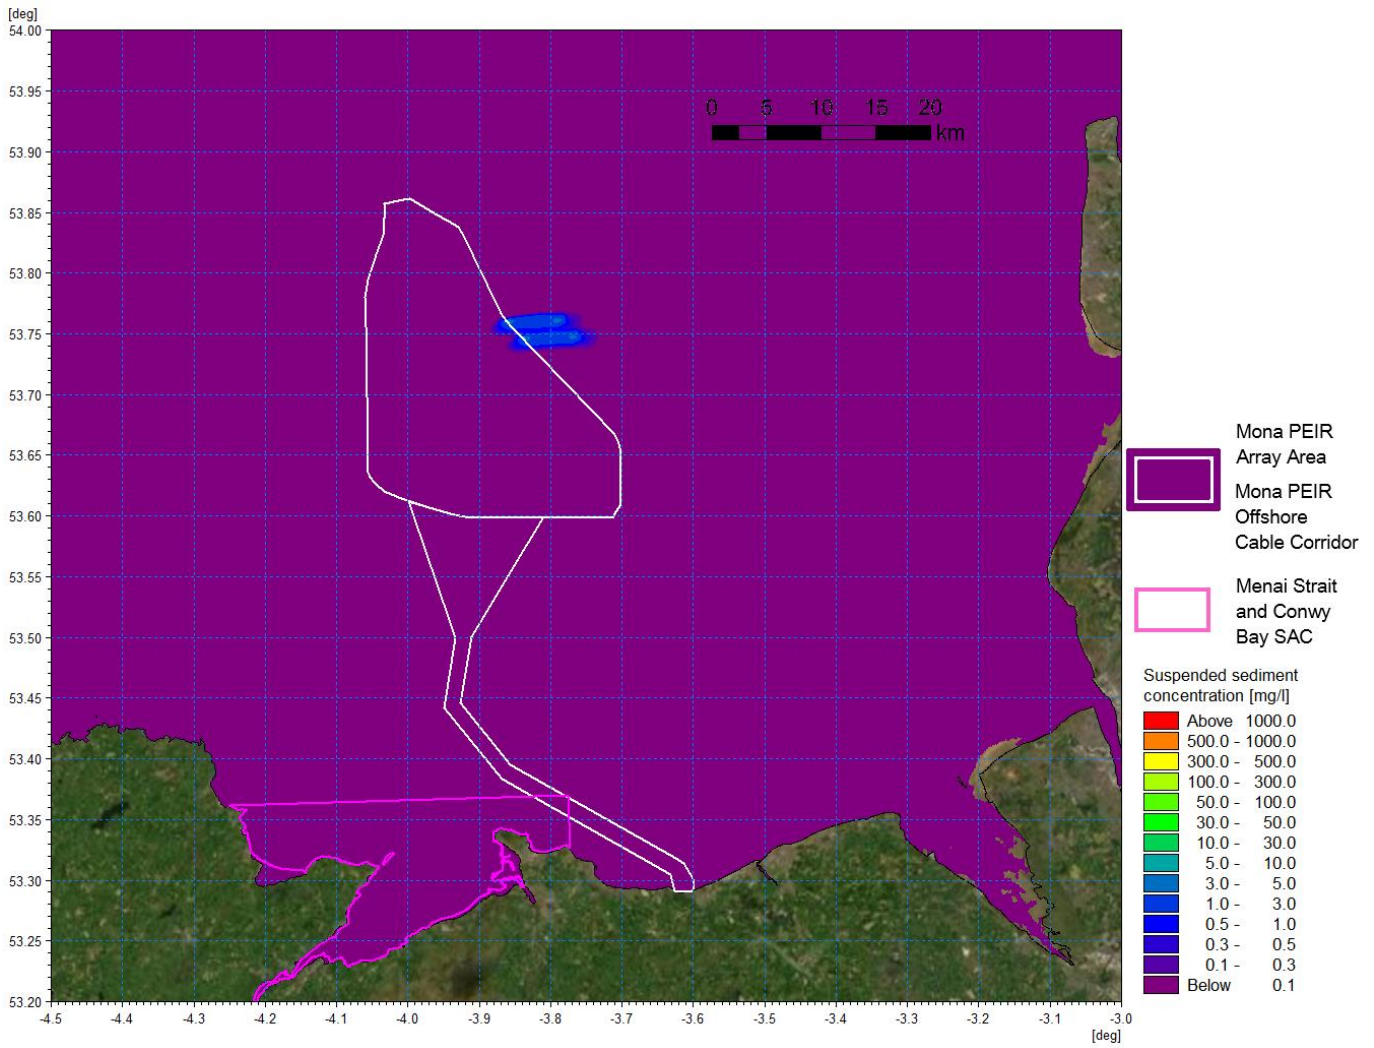 [deg]
54.00
53.95
53.90
53.85
53.80
53.75
53.70
53.65
53.60
53.55
53.50
53.45
53.40
53.35
53.30
53.25
53.20
0 5 10 15 20
km
-4.5 -4.4 -4.3 -4.2 -4.1 -4.0 -3.9 -3.8 -3.7 -3.6 -3.5 -3.4 -3.3 -3.2 -3.1 -3.0
[deg]
Mona PEIR
Array Area
Mona PEIR
Offshore
Cable Corridor
Menai Strait
and Conwy
Bay SAC
Suspended sediment
concentration [mg/l]
Above 1000.0
500.0 - 1000.0
300.0 - 500.0
100.0 - 300.0
50.0 - 100.0
30.0 - 50.0
10.0 - 30.0
5.0 - 10.0
3.0 - 5.0
1.0 - 3.0
0.5 - 1.0
0.3 - 0.5
0.1 - 0.3
Below 0.1